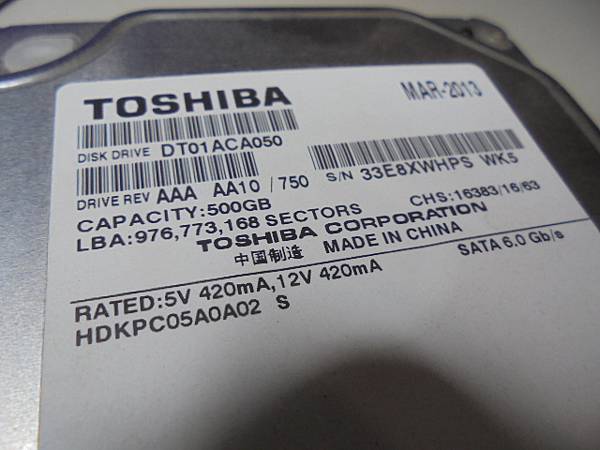 TOSHIBA
MAR-2013
DISK DRIVE DT01ACA050
DRIVE REV AAA AA10 / 750
S/N 33E8XWHPS WK5
CAPACITY:500GB
CHS:16383/16/63
LBA:976,773,168 SECTORS
TOSHIBA CORPORATION
中国制造 MADE IN CHINA
SATA 6.0 Gb/s
RATED:5V 420mA,12V 420mA
HDKPC05A0A02 S